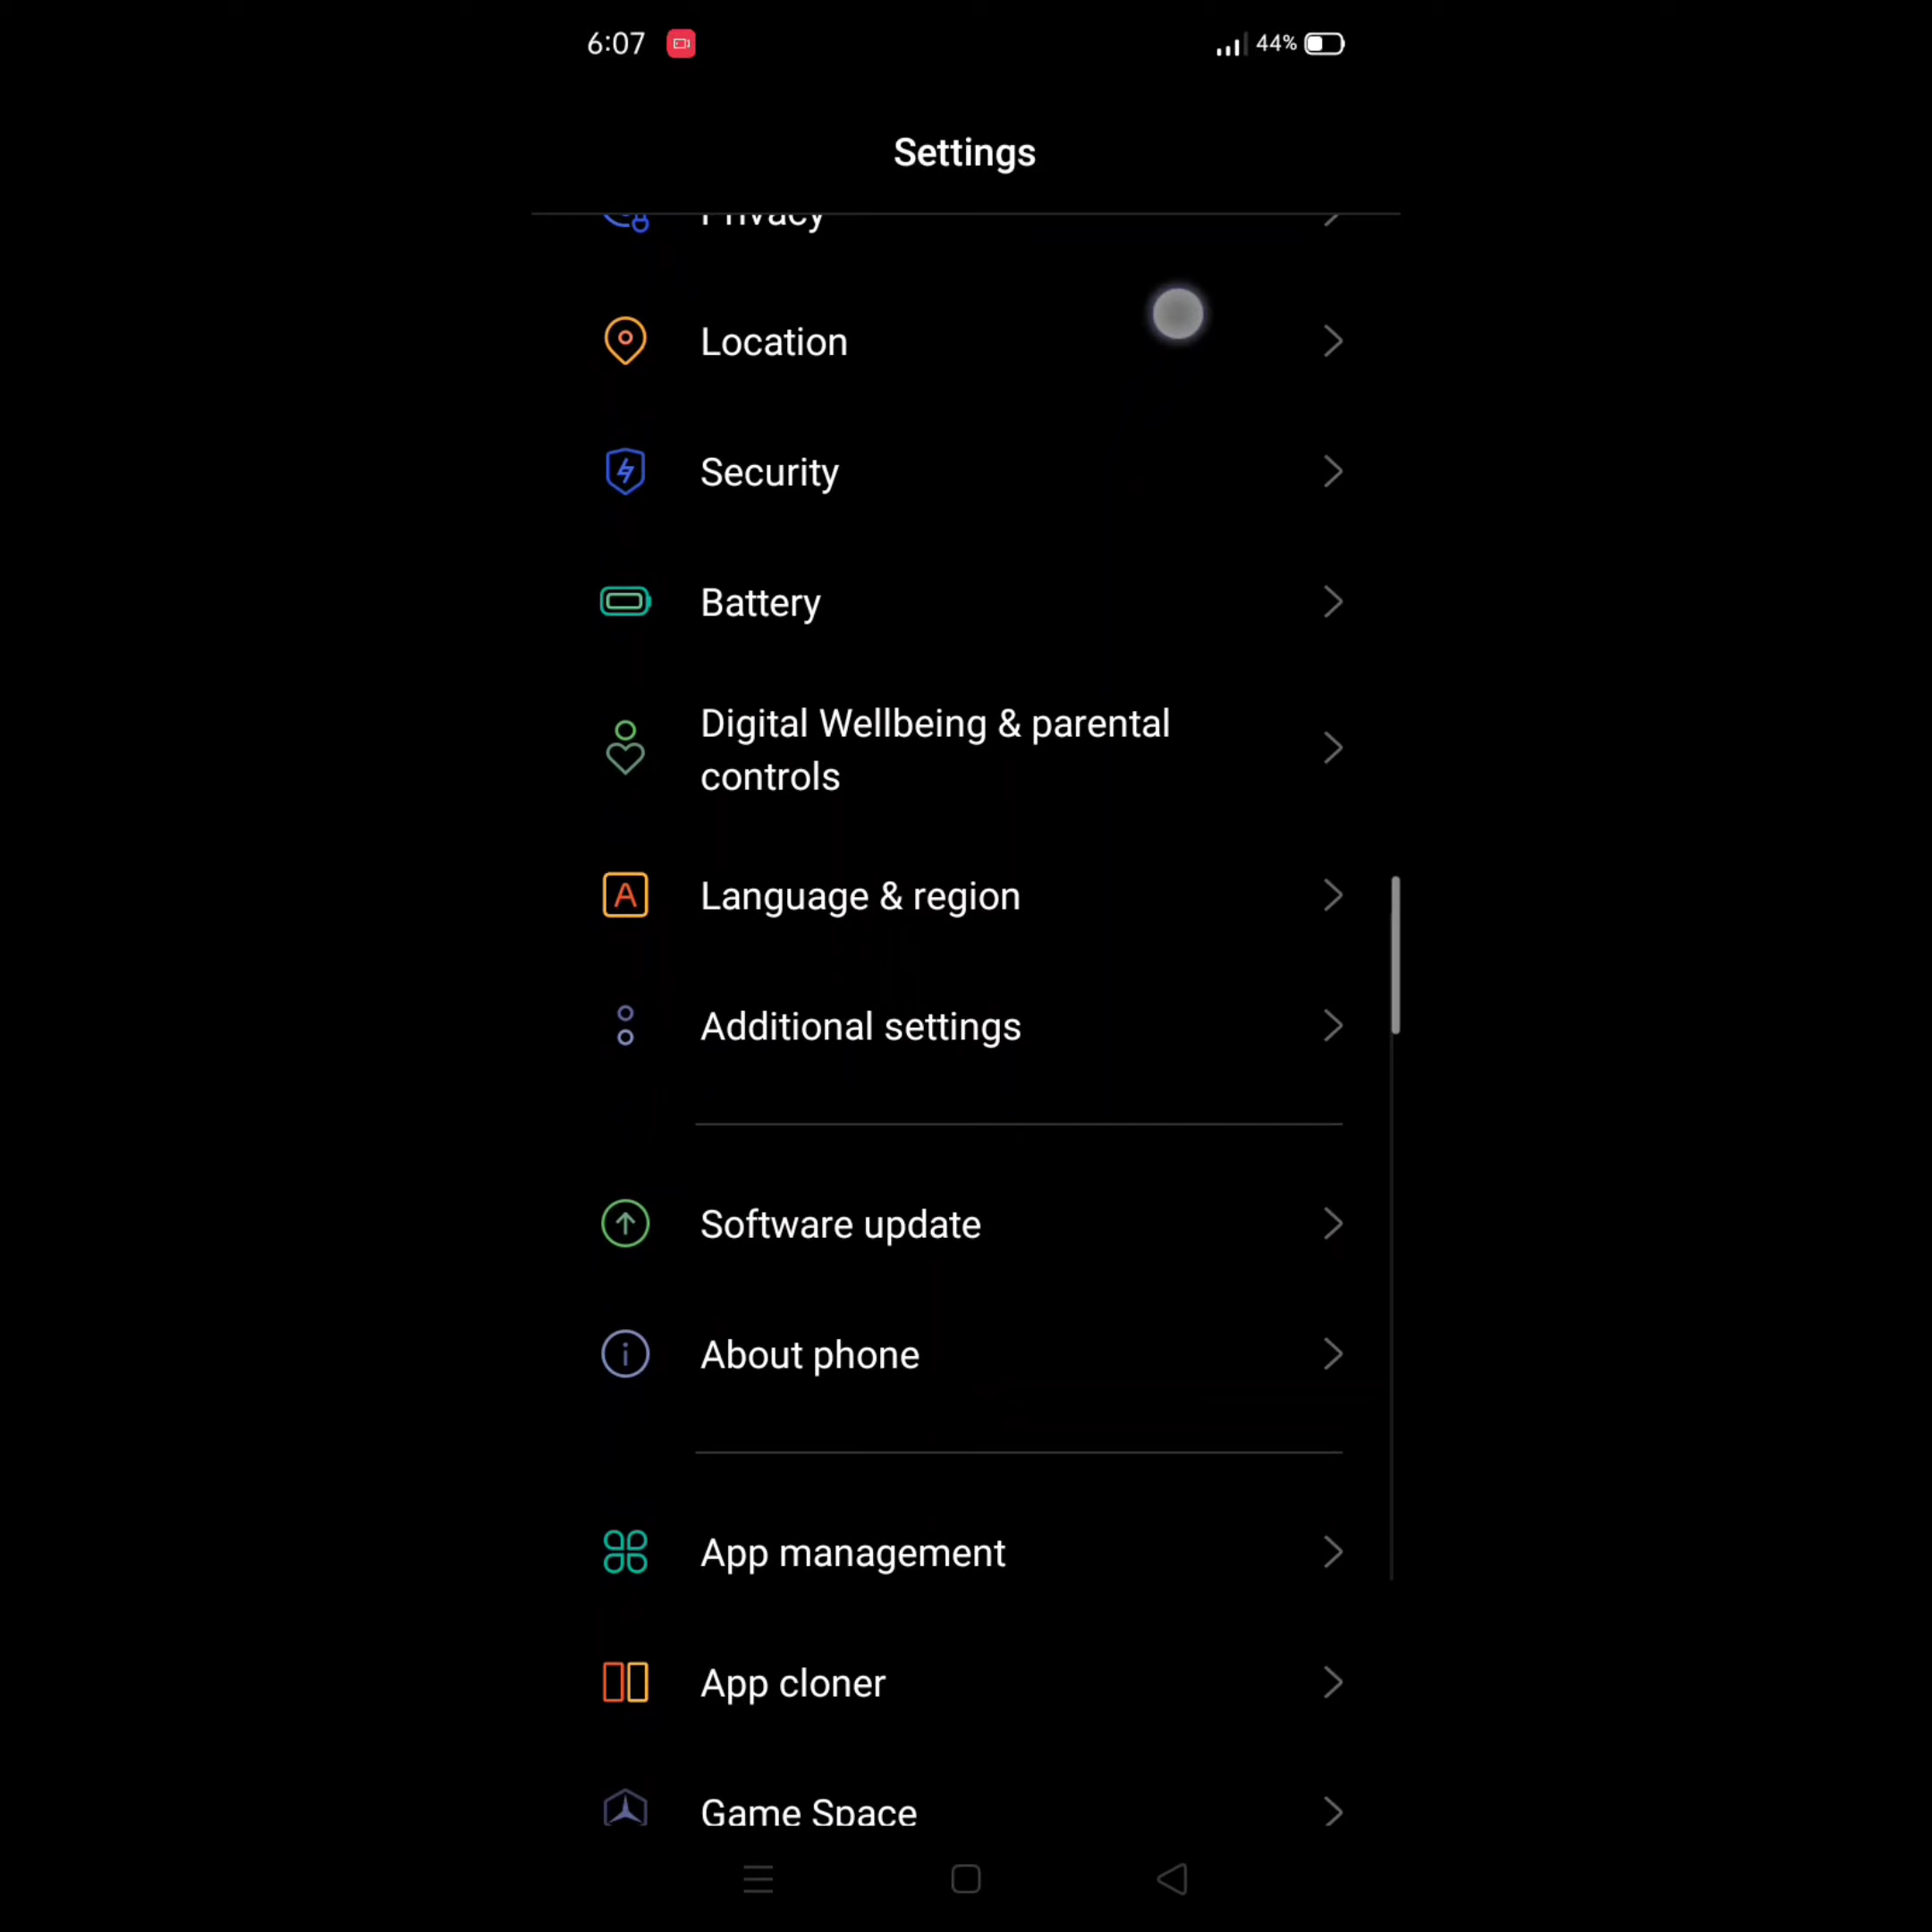 6:07 44%
Settings
Privacy
Location
Security
Battery
Digital Wellbeing & parental
controls
A Language & region
Additional settings
Software update
About phone
App management
App cloner
Game Space